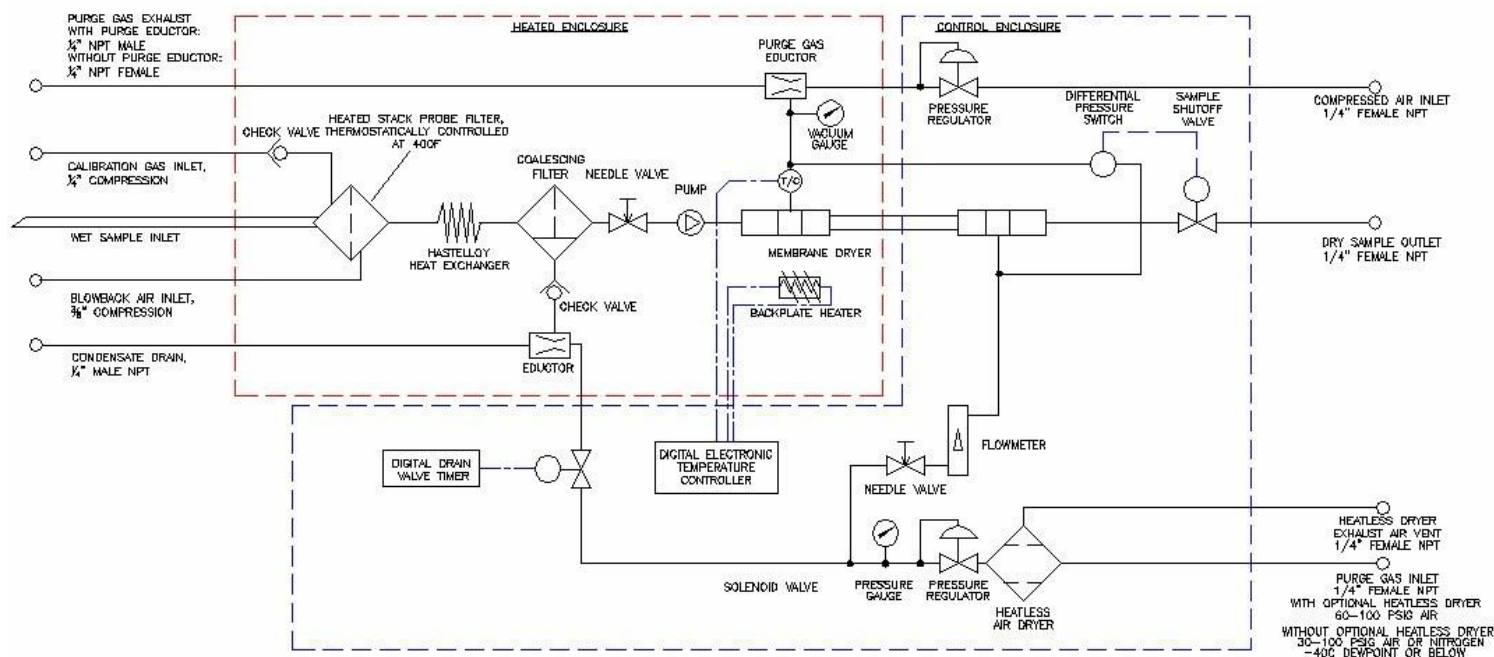 PURGE GAS EXHAUST
WITH PURGE EDUCTOR:
¼" NPT MALE
WITHOUT PURGE EDUCTOR:
¼" NPT FEMALE
HEATED ENCLOSURE
CONTROL ENCLOSURE
PURGE GAS
EDUCTOR
VACUUM
GAUGE
PRESSURE
REGULATOR
DIFFERENTIAL
PRESSURE
SWITCH
SAMPLE
SHUTOFF
VALVE
COMPRESSED AIR INLET
1/4" FEMALE NPT
CHECK VALVE
HEATED STACK PROBE FILTER,
THERMOSTATICALLY CONTROLLED
AT 400F
CALIBRATION GAS INLET,
¼" COMPRESSION
COALESCING
FILTER
NEEDLE VALVE
PUMP
T/C
WET SAMPLE INLET
HASTELLOY
HEAT EXCHANGER
MEMBRANE DRYER
DRY SAMPLE OUTLET
1/4" FEMALE NPT
BLOWBACK AIR INLET,
⅜" COMPRESSION
CHECK VALVE
BACKPLATE HEATER
CONDENSATE DRAIN,
¼" MALE NPT
EDUCTOR
DIGITAL DRAIN
VALVE TIMER
DIGITAL ELECTRONIC
TEMPERATURE
CONTROLLER
FLOWMETER
NEEDLE VALVE
SOLENOID VALVE
PRESSURE
GAUGE
PRESSURE
REGULATOR
HEATLESS
AIR DRYER
HEATLESS DRYER
EXHAUST AIR VENT
1/4" FEMALE NPT
PURGE GAS INLET
1/4" FEMALE NPT
WITH OPTIONAL HEATLESS DRYER
60-100 PSIG AIR
WITHOUT OPTIONAL HEATLESS DRYER
30-100 PSIG AIR OR NITROGEN
-40C DEWPOINT OR BELOW